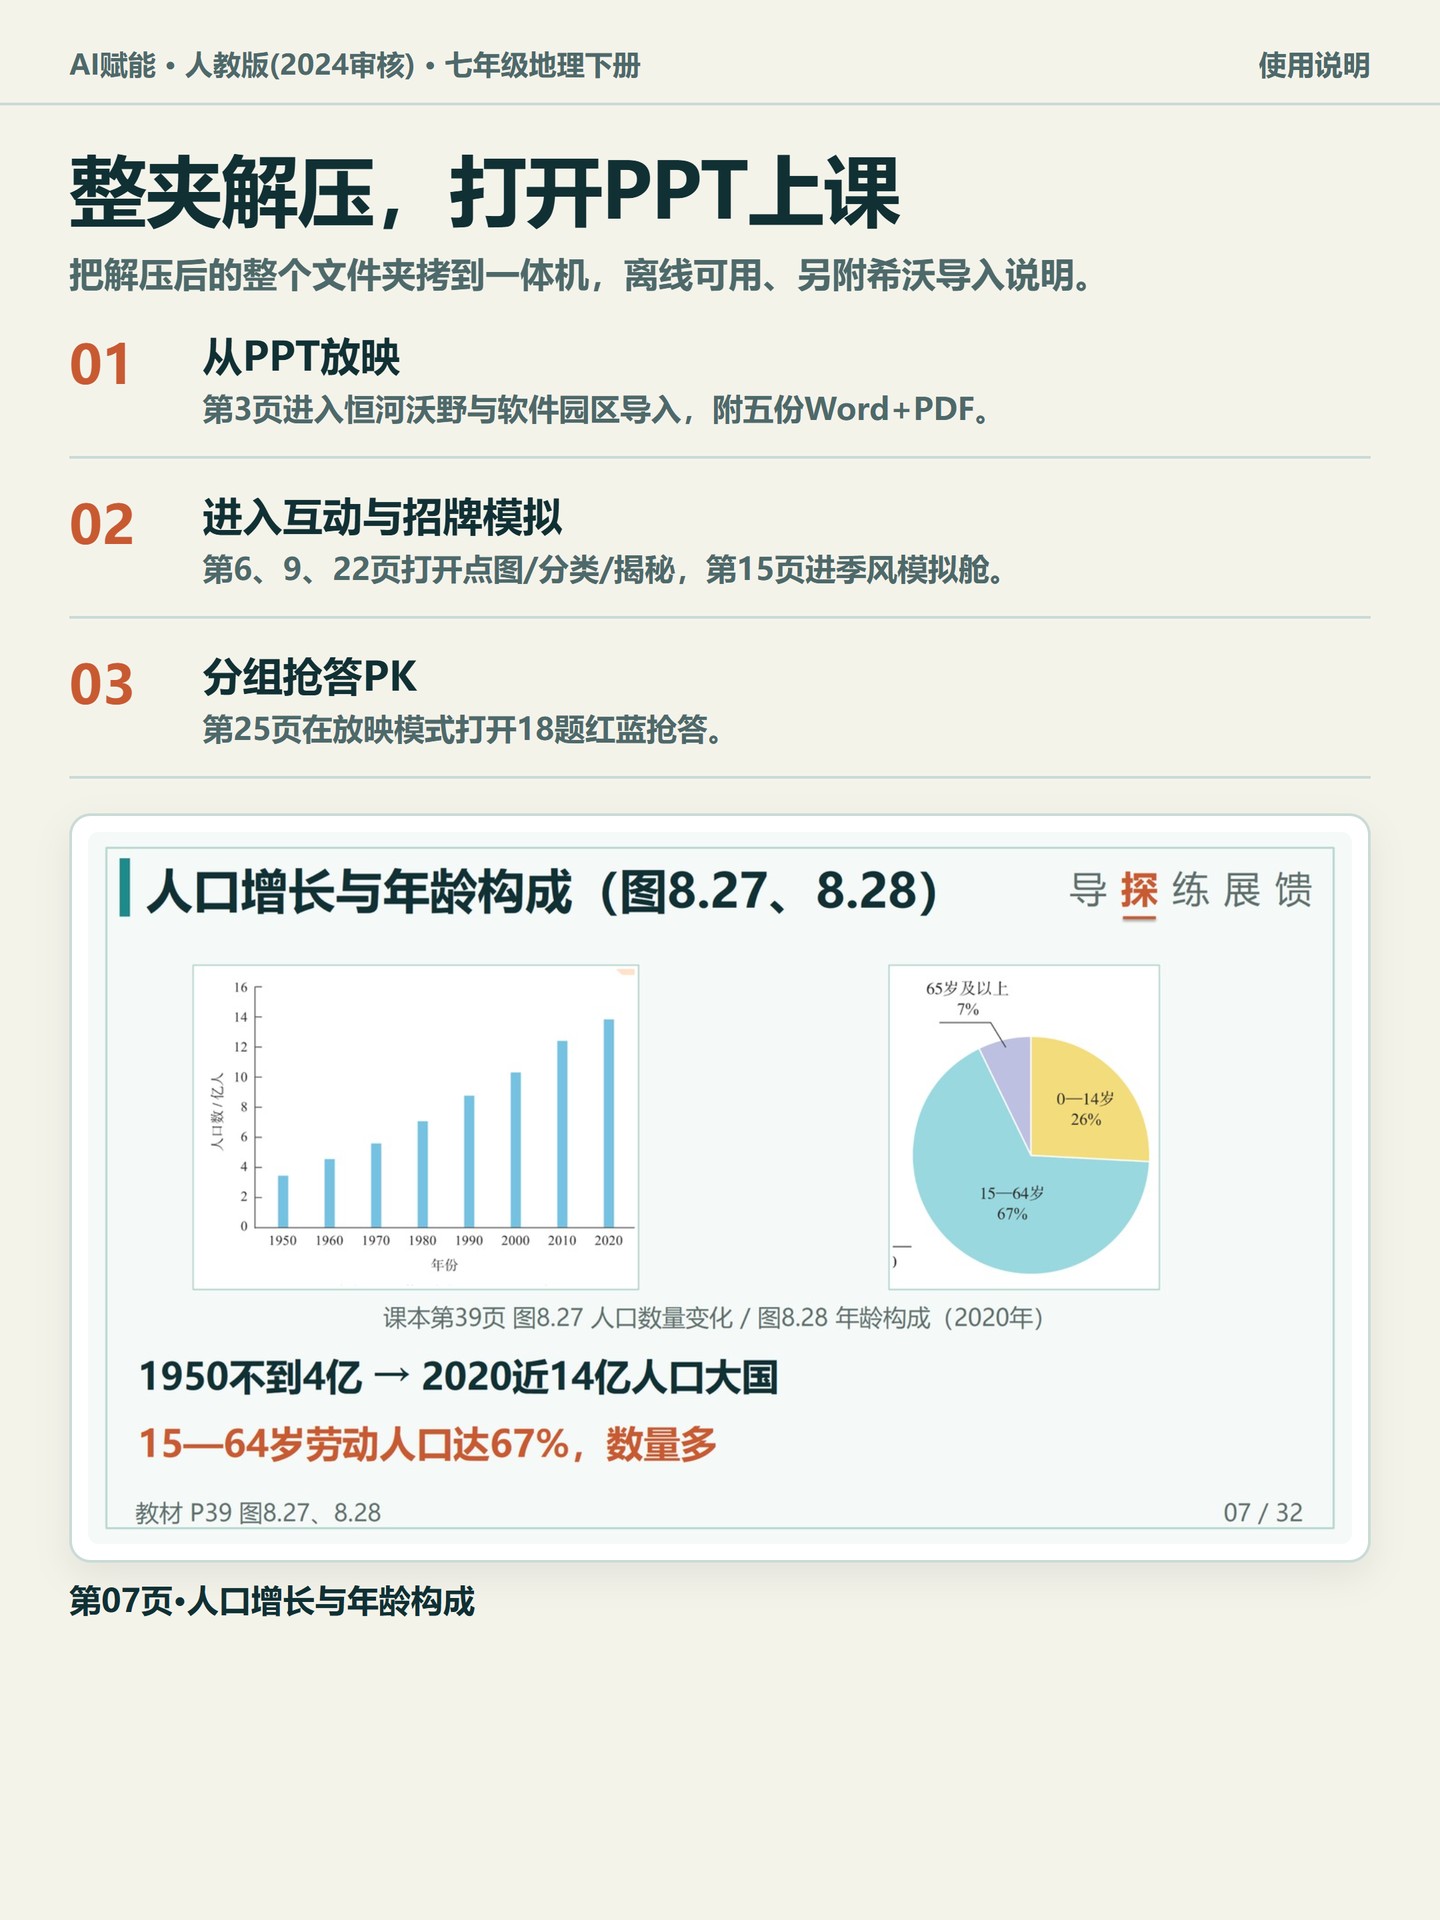 AI赋能 • 人教版(2024审核) • 七年级地理下册
使用说明
整夹解压，打开PPT上课
把解压后的整个文件夹拷到一体机，离线可用、另附希沃导入说明。
01
从PPT放映
第3页进入恒河沃野与软件园区导入，附五份Word+PDF。
02
进入互动与招牌模拟
第6、9、22页打开点图/分类/揭秘，第15页进季风模拟舱。
03
分组抢答PK
第25页在放映模式打开18题红蓝抢答。
人口增长与年龄构成（图8.27、8.28）
导 探 练 展 馈
人口数 / 亿人
16
14
12
10
8
6
4
2
0
1950 1960 1970 1980 1990 2000 2010 2020
年份
65岁及以上
7%
0—14岁
26%
15—64岁
67%
)
课本第39页 图8.27 人口数量变化 / 图8.28 年龄构成（2020年）
1950不到4亿 → 2020近14亿人口大国
15—64岁劳动人口达67%，数量多
教材 P39 图8.27、8.28
07 / 32
第07页•人口增长与年龄构成